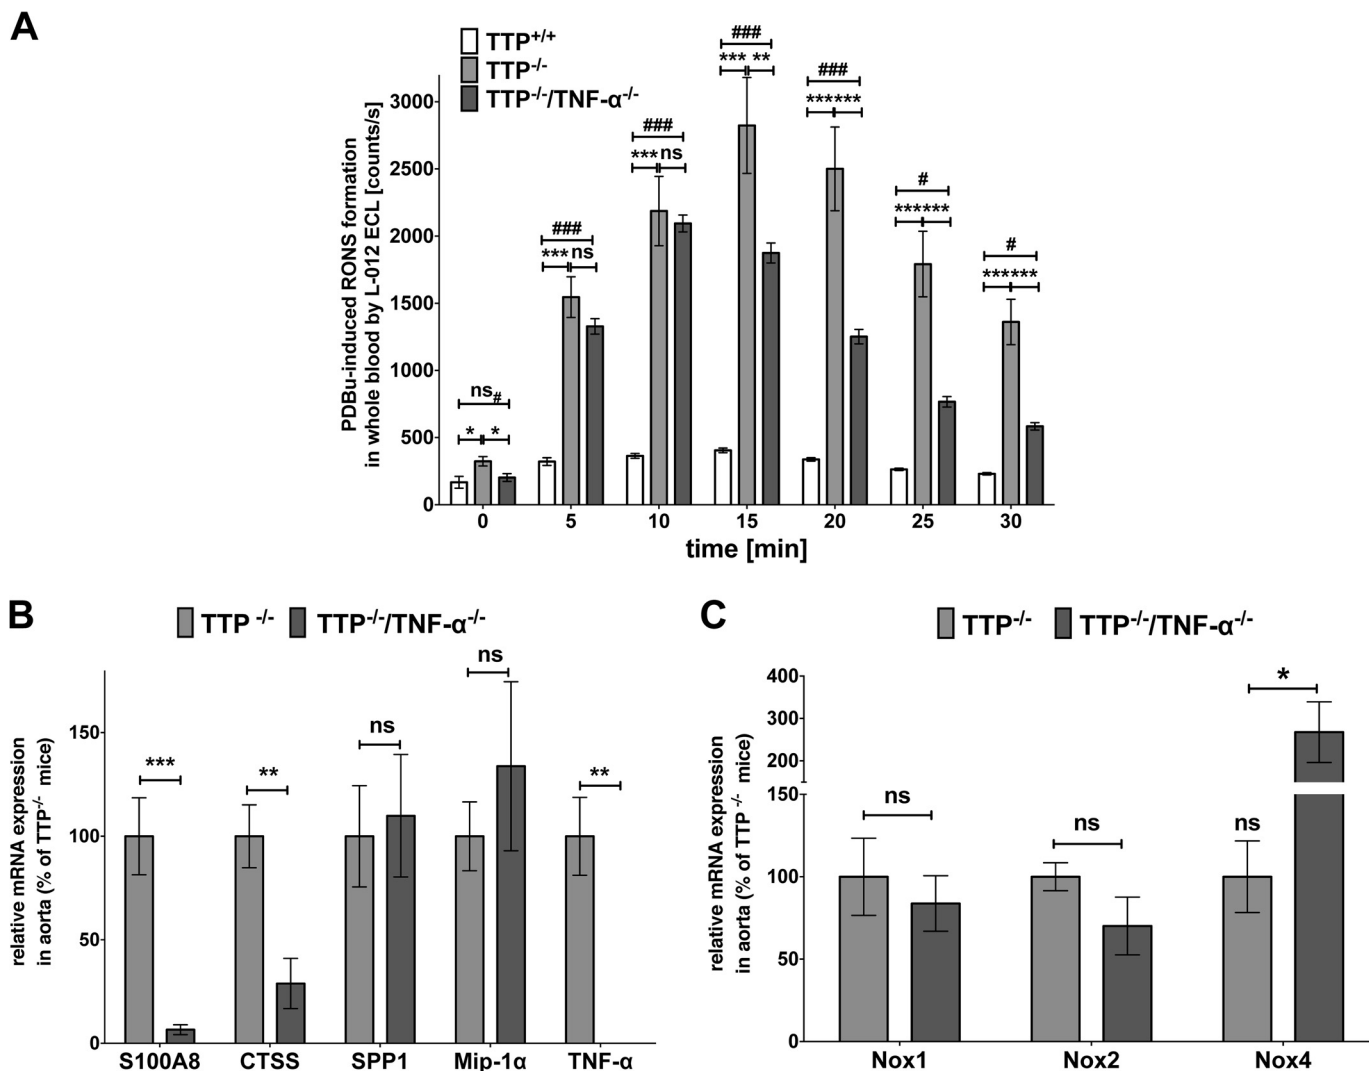 A
TTP+/+
TTP-/-
TTP-/-/TNF-α-/-
PDBu-induced RONS formation
in whole blood by L-012 ECL [counts/s]
3000
2500
2000
1500
1000
500
0
ns#
* *
###
*** ns
###
*** ns
###
*** **
###
******
#
******
#
******
0 5 10 15 20 25 30
time [min]
B
TTP -/- TTP-/-/TNF-α-/-
relative mRNA expression
in aorta (% of TTP-/- mice)
150
100
50
0
*** ** ns ns **
S100A8 CTSS SPP1 Mip-1α TNF-α
C
TTP-/- TTP-/-/TNF-α-/-
relative mRNA expression
in aorta (% of TTP -/- mice)
400
300
200
150
100
50
0
ns ns ns *
Nox1 Nox2 Nox4